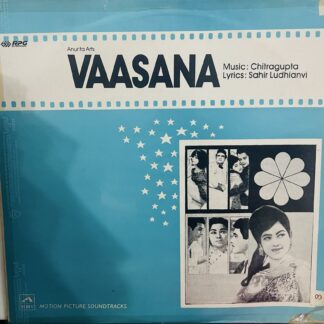 RPG
Anurita Arts
VAASANA
Music: Chitragupta
Lyrics: Sahir Ludhianvi
MOTION PICTURE SOUNDTRACKS